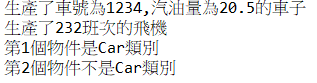 生產了車號為1234,汽油量為20.5的車子
生產了232班次的飛機
第1個物件是Car類別
第2個物件不是Car類別